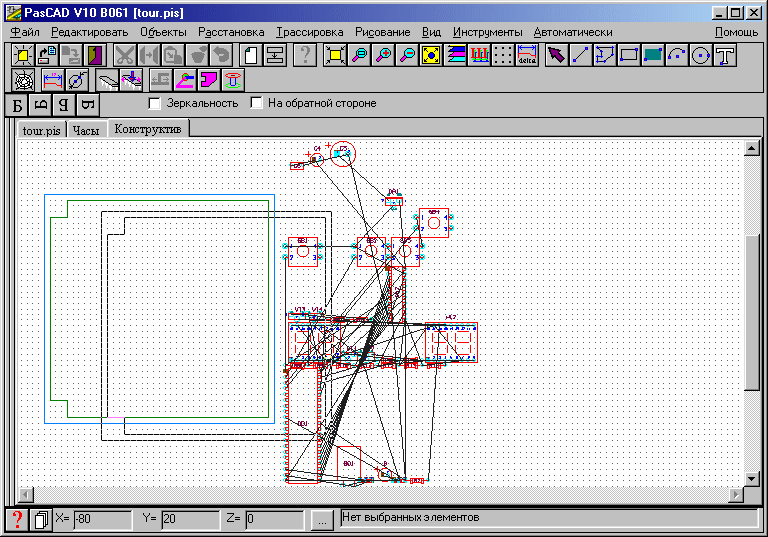 PasCAD V10 B061 [tour.pis]
Файл Редактировать Объекты Расстановка Трассировка Рисование Вид Инструменты Автоматически Помощь
delta
Б Б Я Б
Зеркальность На обратной стороне
tour.pis Часы Конструктив
X= -80 Y= 20 Z= 0 ... Нет выбранных элементов